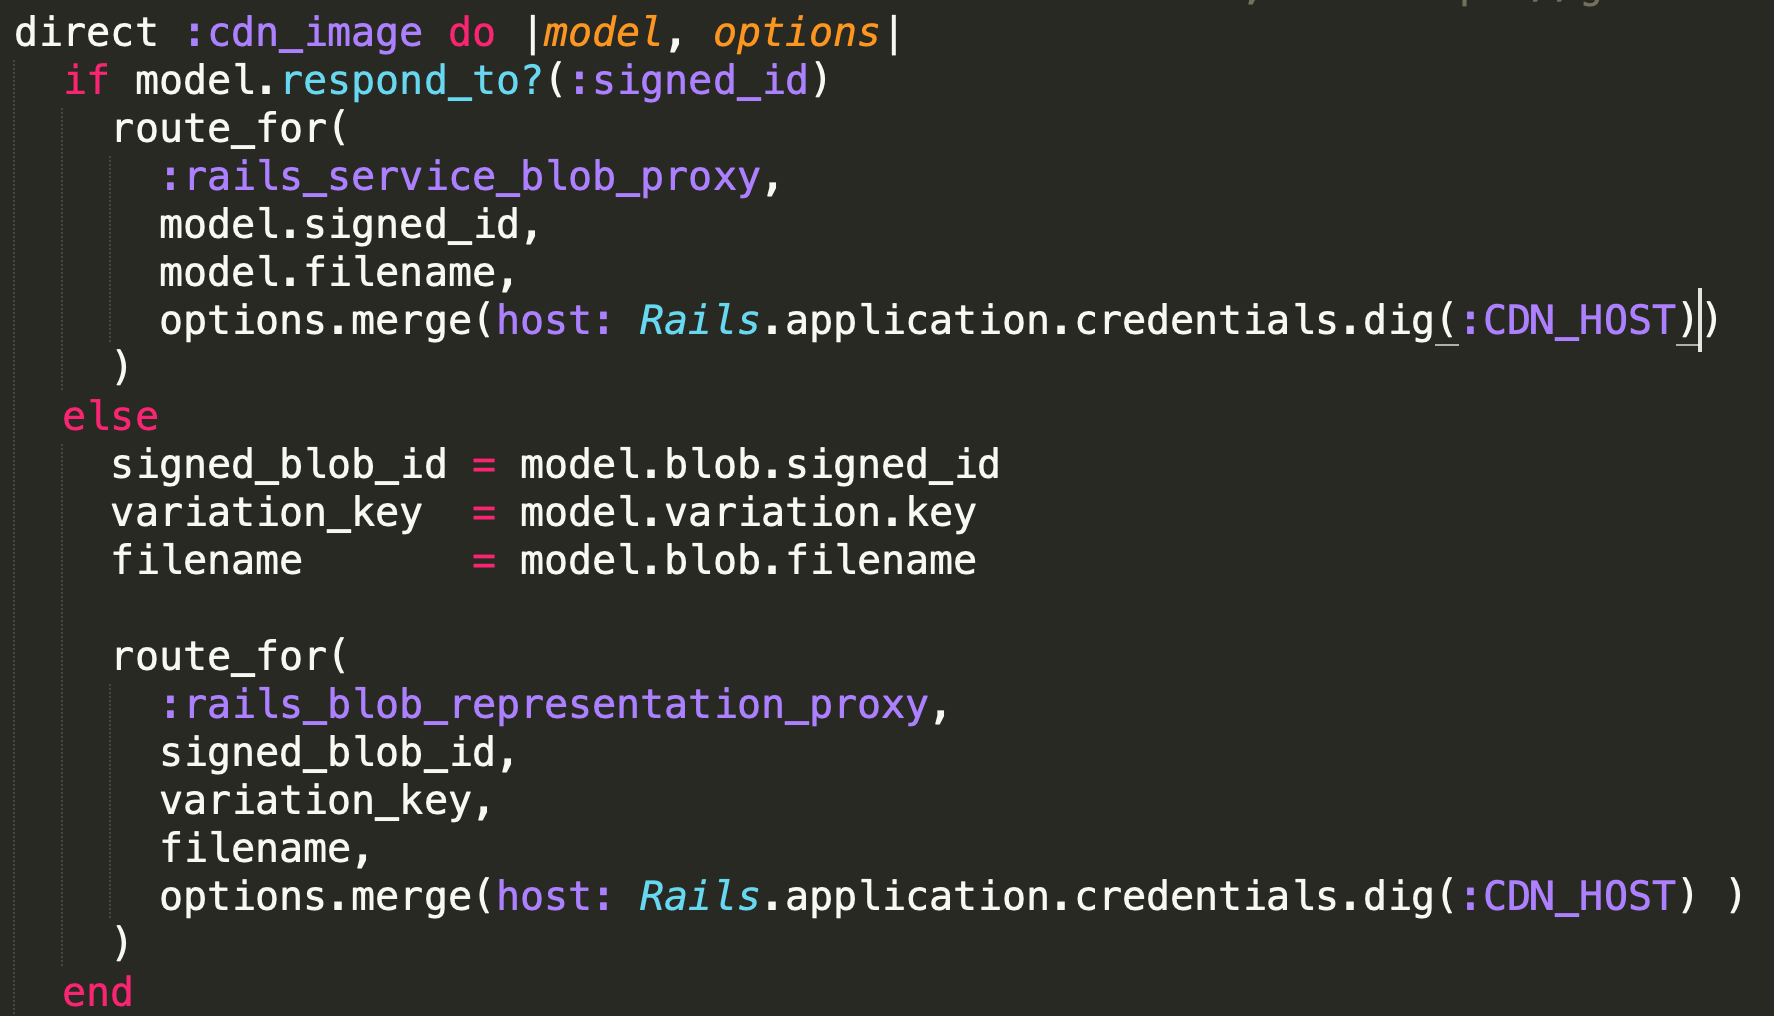 direct :cdn_image do |model, options|
  if model.respond_to?(:signed_id)
    route_for(
      :rails_service_blob_proxy,
      model.signed_id,
      model.filename,
      options.merge(host: Rails.application.credentials.dig(:CDN_HOST))
    )
  else
    signed_blob_id = model.blob.signed_id
    variation_key  = model.variation.key
    filename       = model.blob.filename

    route_for(
      :rails_blob_representation_proxy,
      signed_blob_id,
      variation_key,
      filename,
      options.merge(host: Rails.application.credentials.dig(:CDN_HOST) )
    )
  end